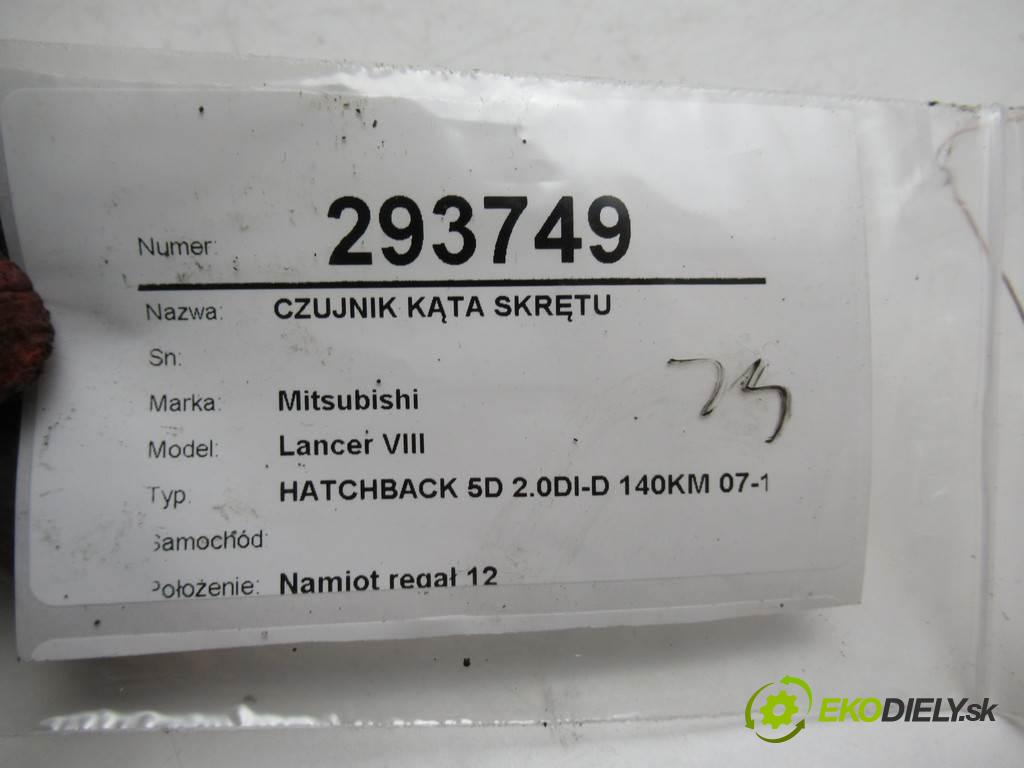 Numer: 293749
Nazwa: CZUJNIK KĄTA SKRĘTU
Sn:
Marka: Mitsubishi
Model: Lancer VIII
Typ: HATCHBACK 5D 2.0DI-D 140KM 07-1
Samochód:
Położenie: Namiot regał 12
EKODIELY.sk